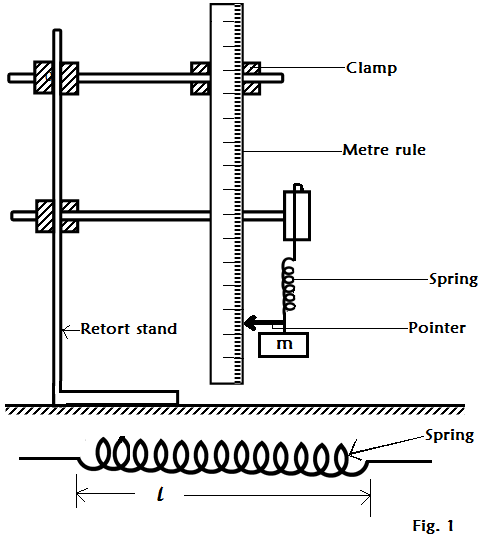 Clamp
Metre rule
Spring
Retort stand
Pointer
m
Spring
l
Fig. 1